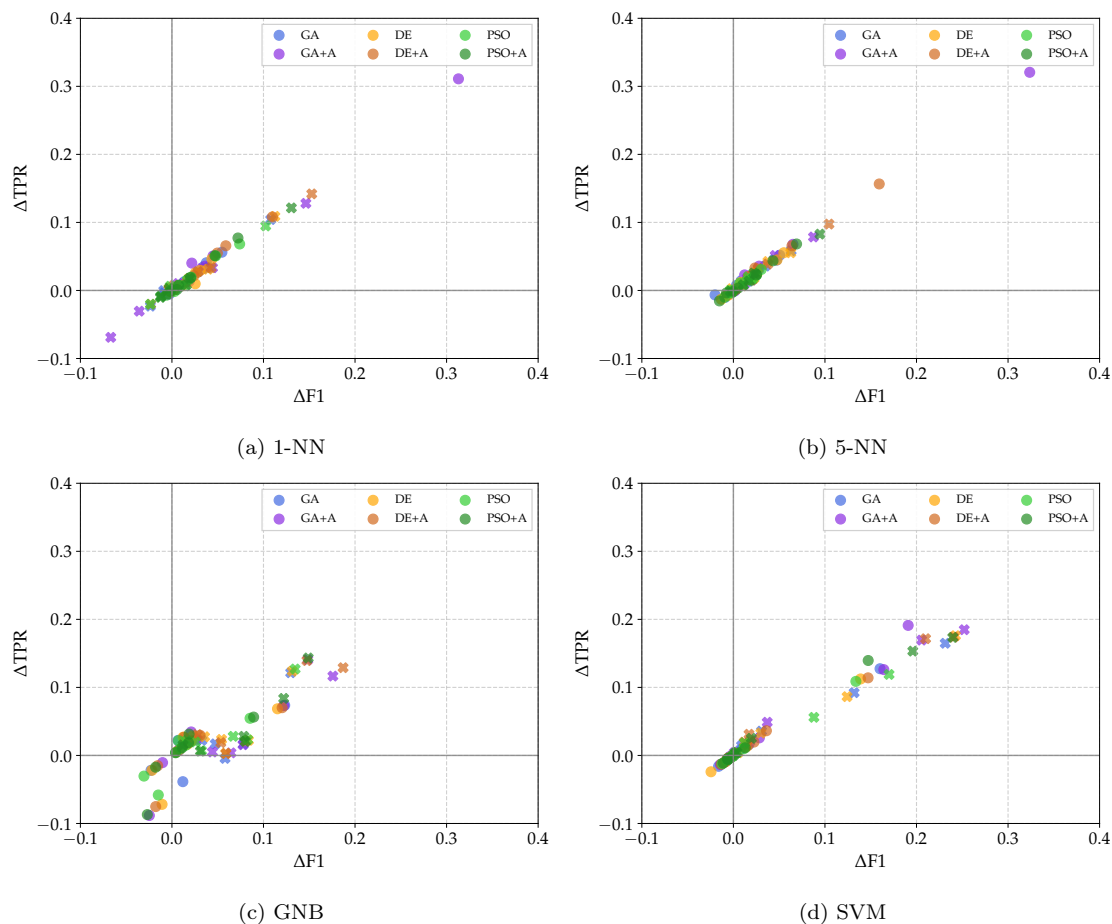 0.4
GA DE PSO
GA+A DE+A PSO+A
0.3
0.2
ΔTPR
0.1
0.0
−0.1
−0.1 0.0 0.1 0.2 0.3 0.4
ΔF1
(a) 1-NN
0.4
GA DE PSO
GA+A DE+A PSO+A
0.3
0.2
ΔTPR
0.1
0.0
−0.1
−0.1 0.0 0.1 0.2 0.3 0.4
ΔF1
(b) 5-NN
0.4
GA DE PSO
GA+A DE+A PSO+A
0.3
0.2
ΔTPR
0.1
0.0
−0.1
−0.1 0.0 0.1 0.2 0.3 0.4
ΔF1
(c) GNB
0.4
GA DE PSO
GA+A DE+A PSO+A
0.3
0.2
ΔTPR
0.1
0.0
−0.1
−0.1 0.0 0.1 0.2 0.3 0.4
ΔF1
(d) SVM